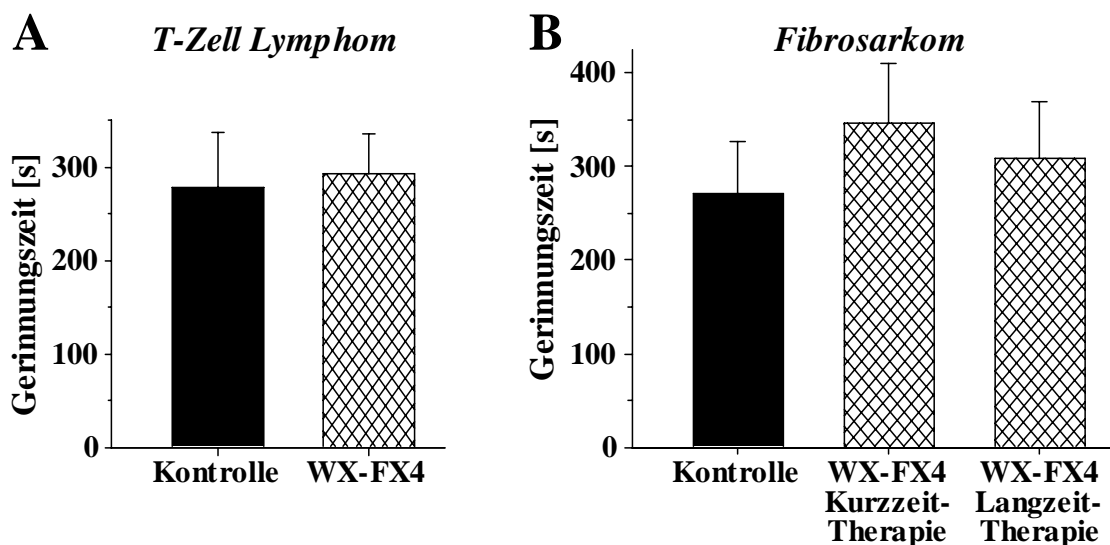 A
T-Zell Lymphom
Gerinnungszeit [s]
300
200
100
0
Kontrolle
WX-FX4
B
Fibrosarkom
Gerinnungszeit [s]
400
300
200
100
0
Kontrolle
WX-FX4
Kurzzeit-
Therapie
WX-FX4
Langzeit-
Therapie